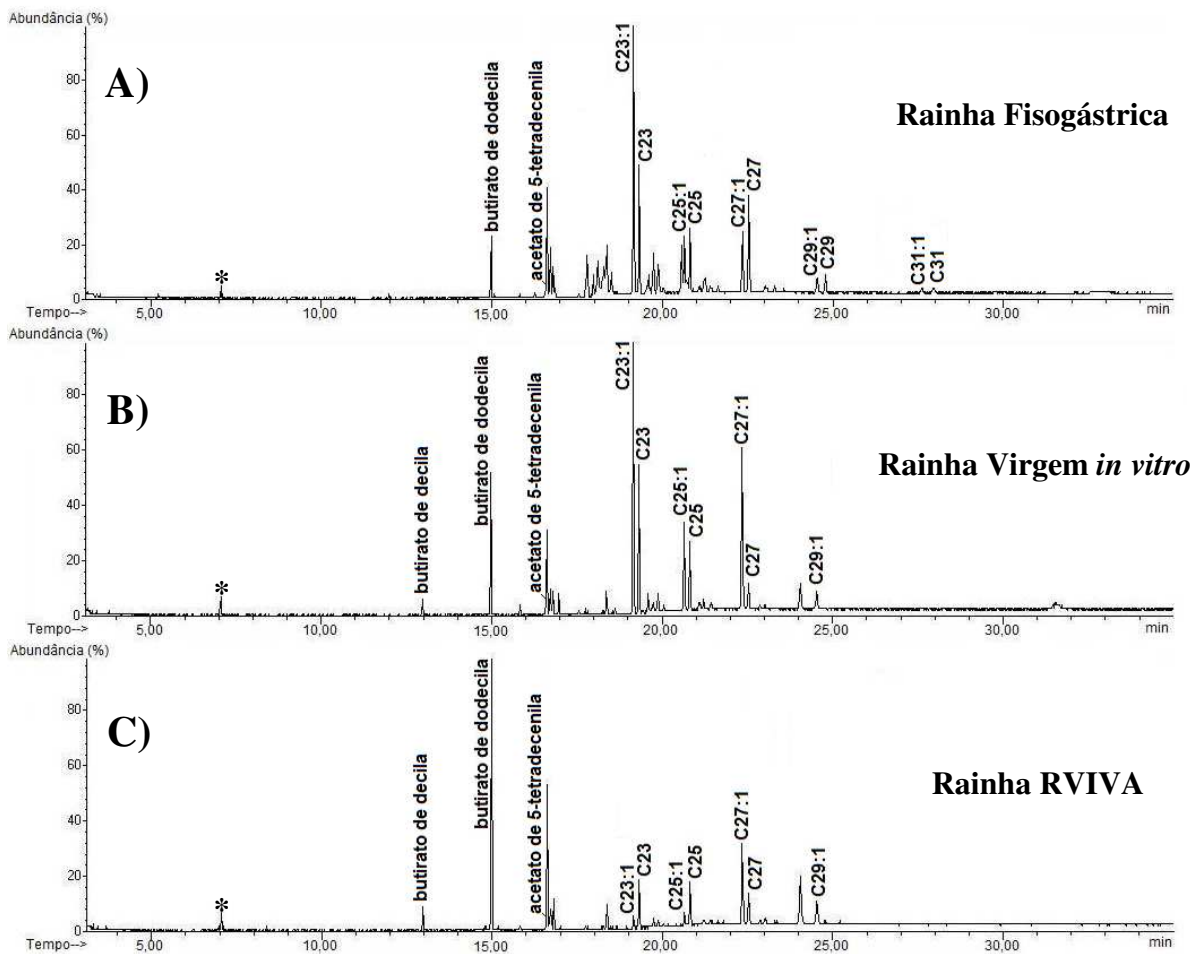 Abundância (%)
A)
Rainha Fisogástrica
80
60
40
20
0
*
butirato de dodecila
acetato de 5-tetradecenila
C23:1
C23
C25:1
C25
C27:1
C27
C29:1
C29
C31:1
C31
Tempo-->
5,00
10,00
15,00
20,00
25,00
30,00
min
Abundância (%)
B)
Rainha Virgem in vitro
80
60
40
20
0
*
butirato de decila
butirato de dodecila
acetato de 5-tetradecenila
C23:1
C23
C25:1
C25
C27:1
C27
C29:1
Tempo-->
5,00
10,00
15,00
20,00
25,00
30,00
min
Abundância (%)
C)
Rainha RVIVA
80
60
40
20
0
*
butirato de decila
butirato de dodecila
acetato de 5-tetradecenila
C23:1
C23
C25:1
C25
C27:1
C27
C29:1
Tempo-->
5,00
10,00
15,00
20,00
25,00
30,00
min